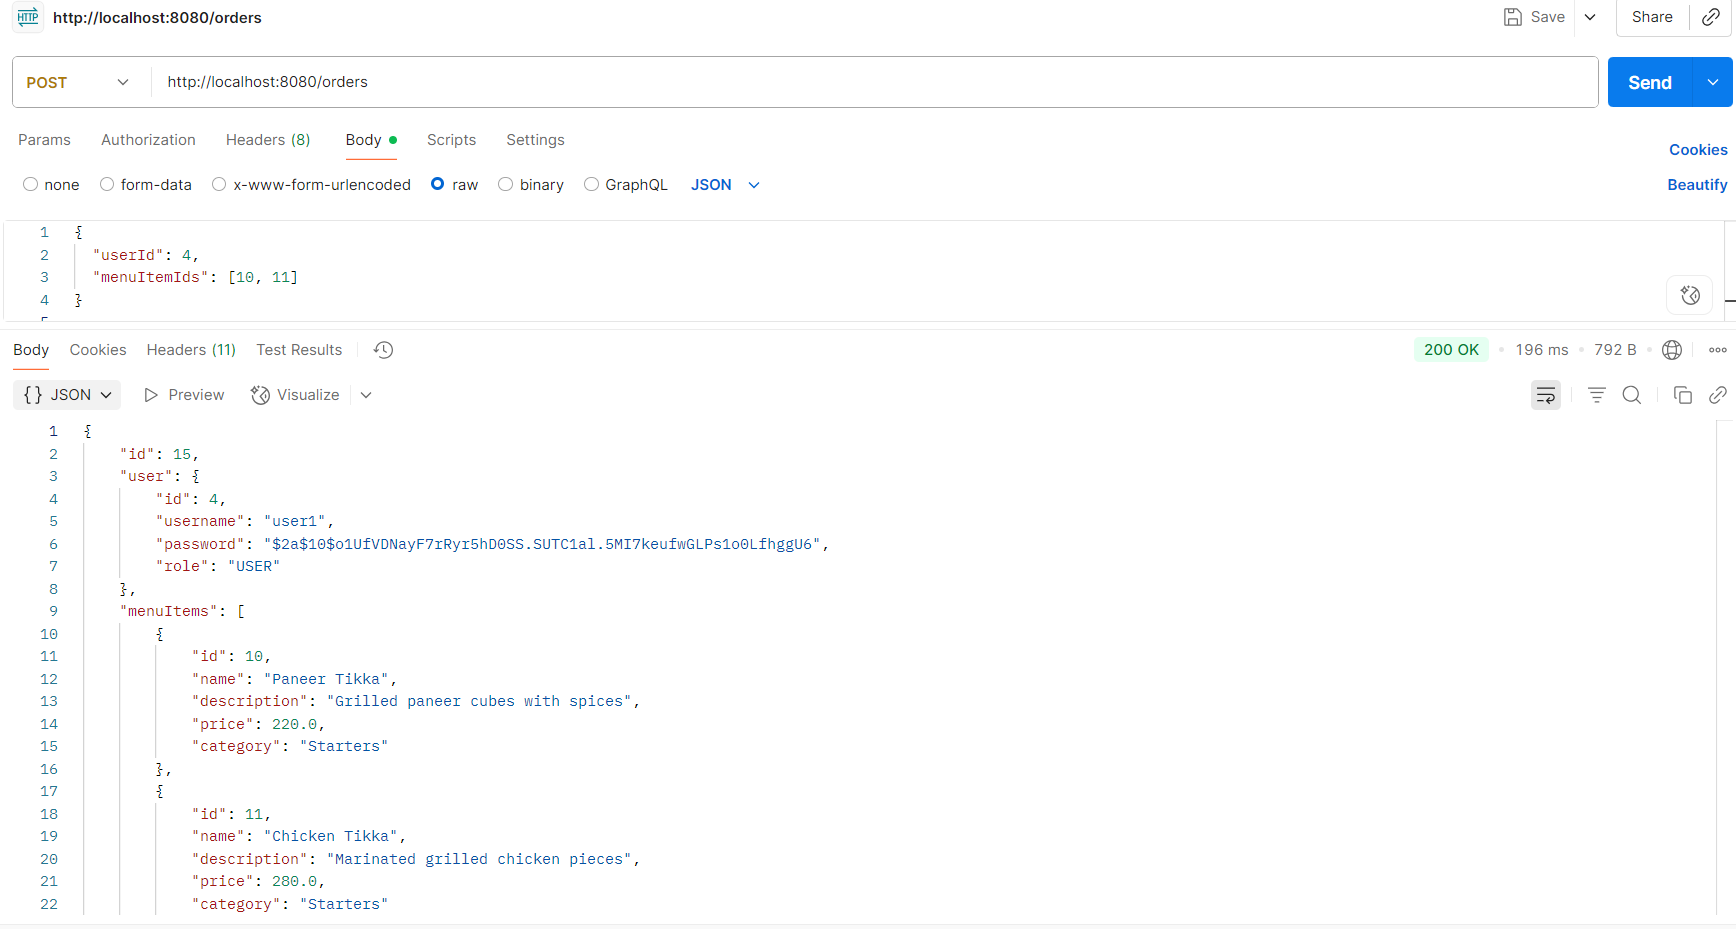 HTTP http://localhost:8080/orders Save Share
POST http://localhost:8080/orders Send
Params Authorization Headers (8) Body Scripts Settings Cookies
none form-data x-www-form-urlencoded raw binary GraphQL JSON Beautify
1 {
2 "userId": 4,
3 "menuItemIds": [10, 11]
4 }
5
Body Cookies Headers (11) Test Results 200 OK • 196 ms • 792 B •
{} JSON Preview Visualize
1 {
2 "id": 15,
3 "user": {
4 "id": 4,
5 "username": "user1",
6 "password": "$2a$10$o1UfVDNayF7rRyr5hD0SS.SUTC1al.5MI7keufwGLPs1o0LfhggU6",
7 "role": "USER"
8 },
9 "menuItems": [
10 {
11 "id": 10,
12 "name": "Paneer Tikka",
13 "description": "Grilled paneer cubes with spices",
14 "price": 220.0,
15 "category": "Starters"
16 },
17 {
18 "id": 11,
19 "name": "Chicken Tikka",
20 "description": "Marinated grilled chicken pieces",
21 "price": 280.0,
22 "category": "Starters"